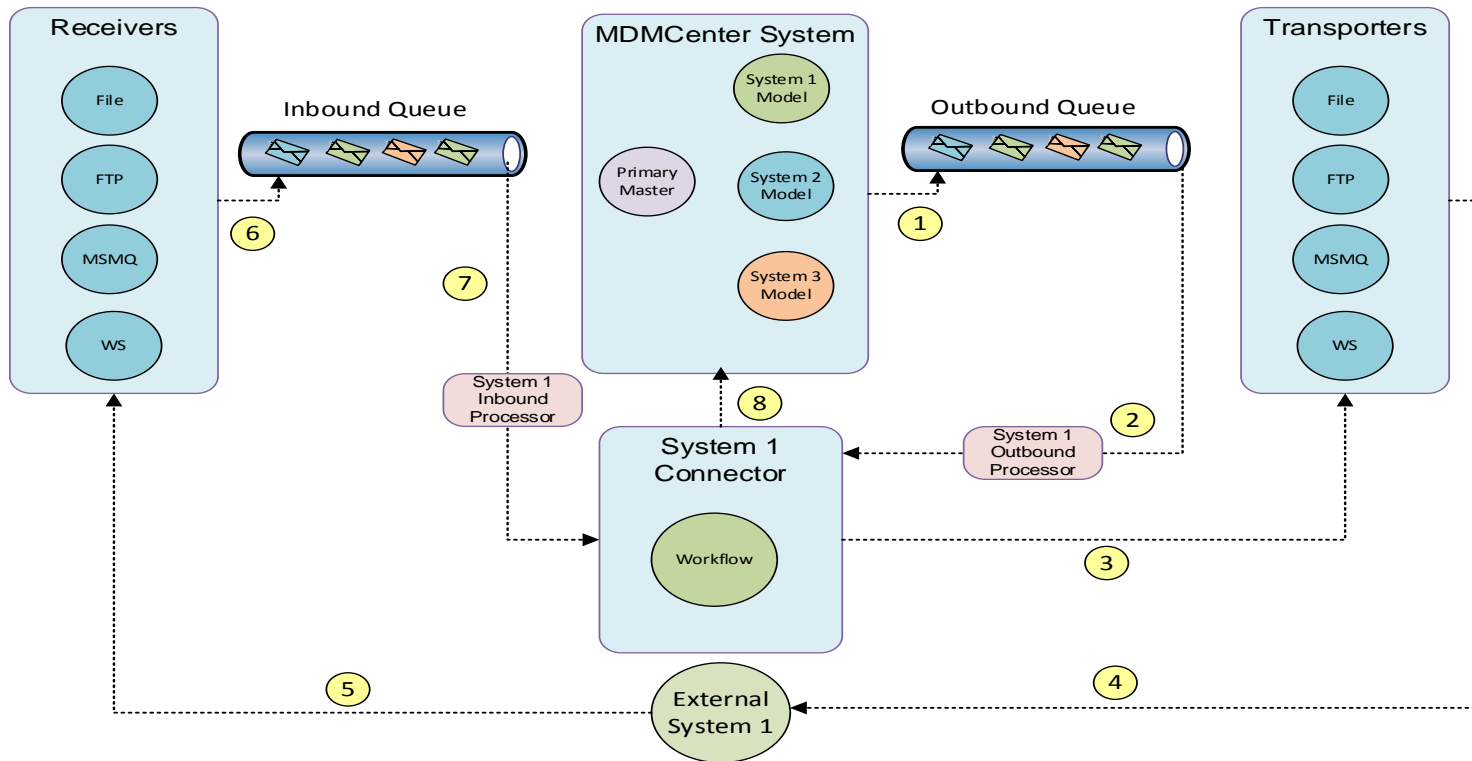 Receivers
File
FTP
MSMQ
WS
Inbound Queue
6
7
System 1
Inbound
Processor
MDMCenter System
System 1
Model
Primary
Master
System 2
Model
System 3
Model
8
System 1
Connector
Workflow
Outbound Queue
1
2
System 1
Outbound
Processor
3
Transporters
File
FTP
MSMQ
WS
4
5
External
System 1